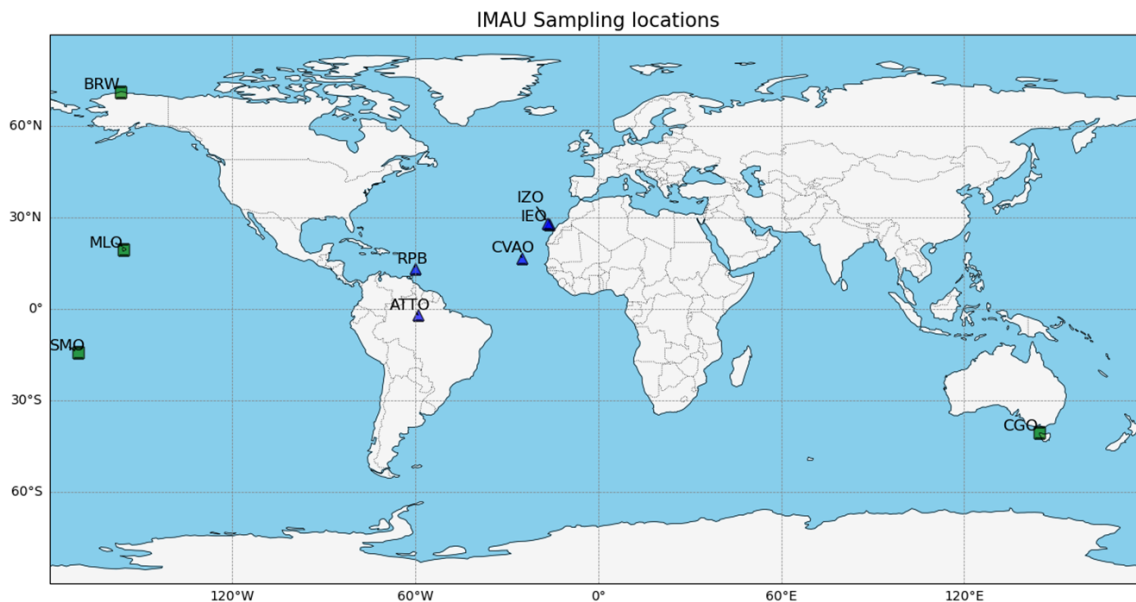 IMAU Sampling locations
BRW
60°N
IZO
30°N
IEO
MLO
CVAO
RPB
0°
ATTO
SMO
30°S
CGO
60°S
120°W 60°W 0° 60°E 120°E